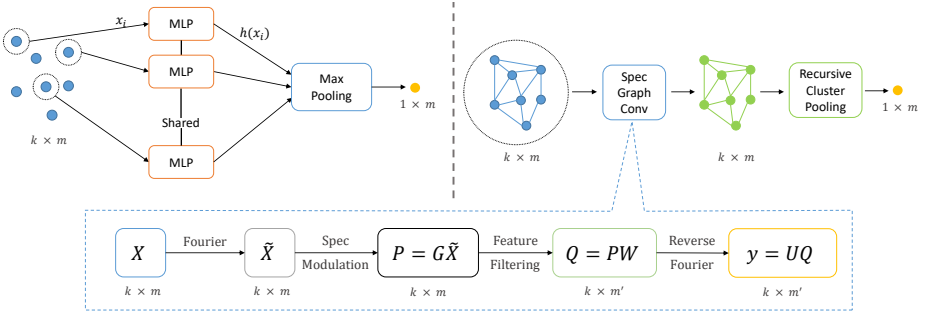 x_i
MLP
h(x_i)
MLP
Max
Pooling
1 × m
Shared
MLP
k × m
Spec
Graph
Conv
Recursive
Cluster
Pooling
1 × m
k × m
k × m
X
Fourier
X̃
Spec
Modulation
P = GX̃
Feature
Filtering
Q = PW
Reverse
Fourier
y = UQ
k × m
k × m
k × m
k × m'
k × m'